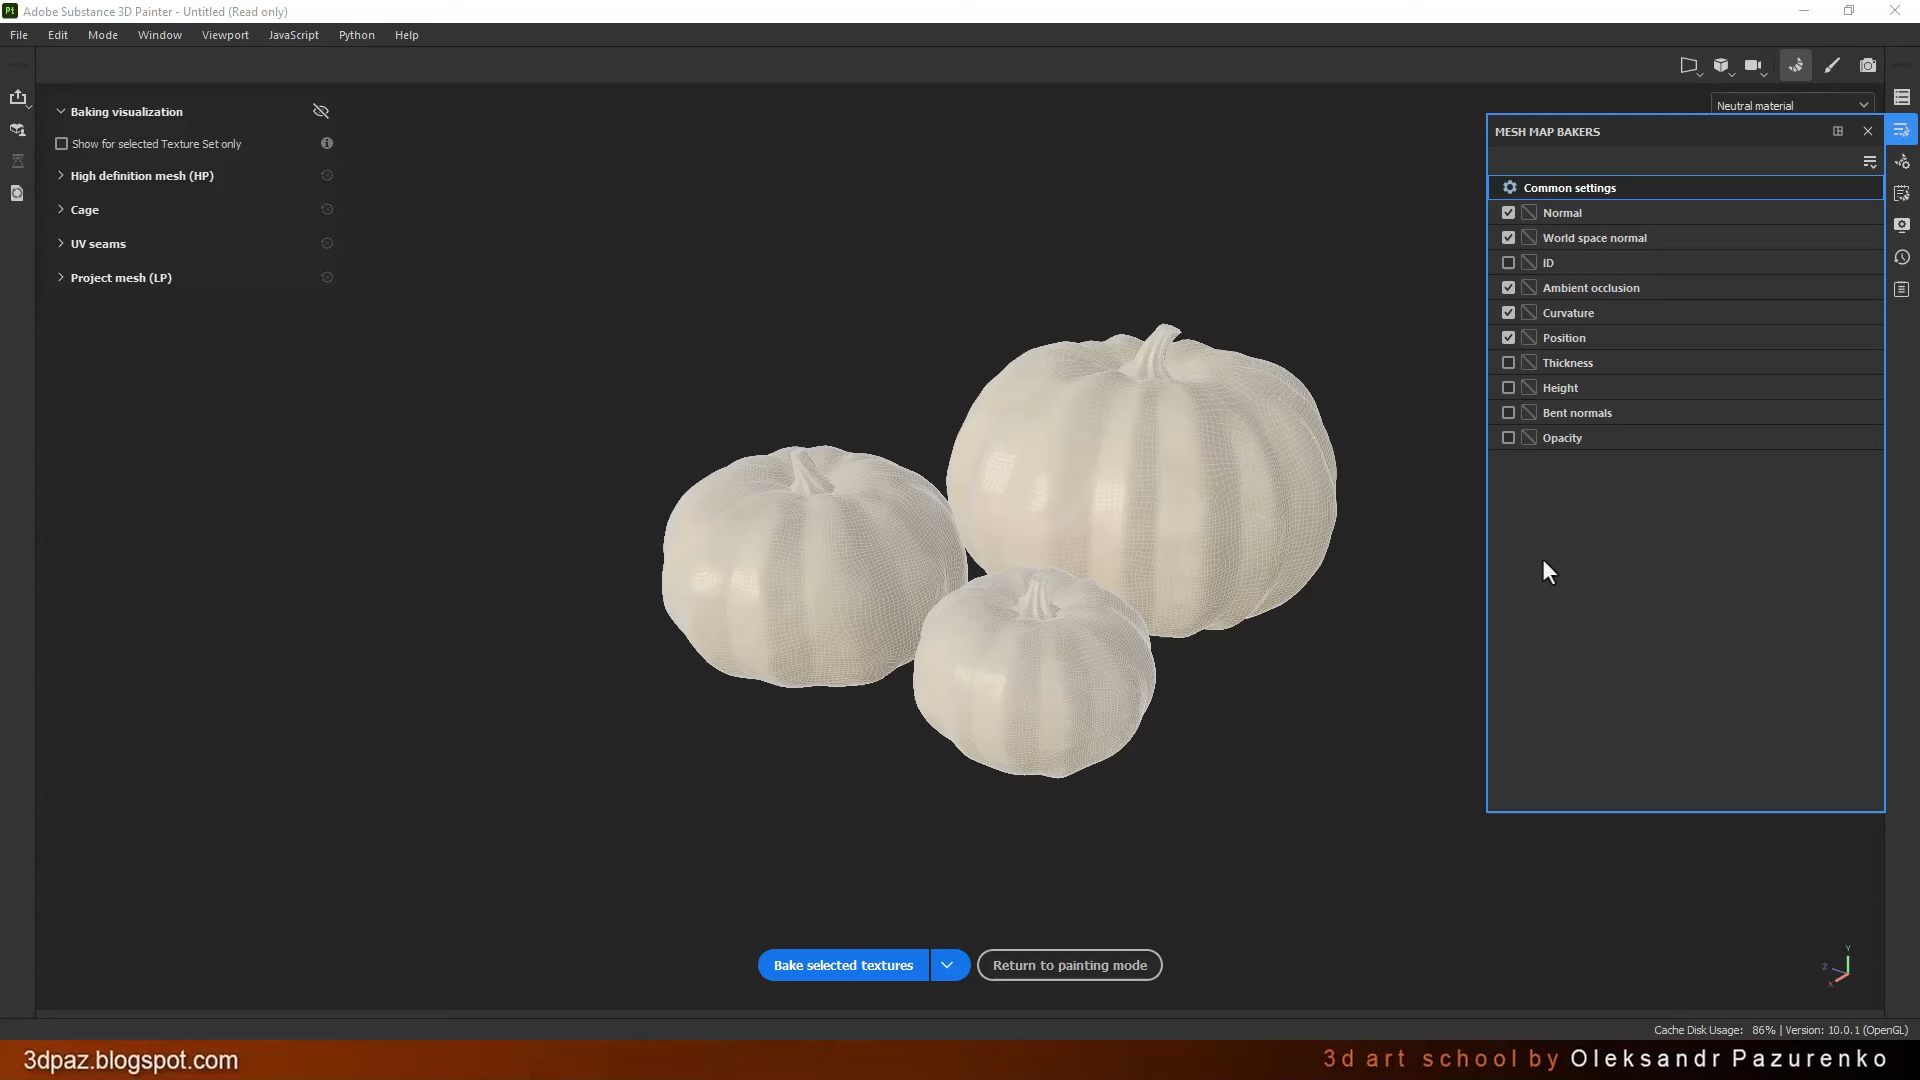 Pt Adobe Substance 3D Painter - Untitled (Read only)
File Edit Mode Window Viewport JavaScript Python Help
Neutral material
Baking visualization
Show for selected Texture Set only
High definition mesh (HP)
Cage
UV seams
Project mesh (LP)
MESH MAP BAKERS
Common settings
Normal
World space normal
ID
Ambient occlusion
Curvature
Position
Thickness
Height
Bent normals
Opacity
Bake selected textures
Return to painting mode
Y
Z
X
Cache Disk Usage: 86% | Version: 10.0.1 (OpenGL)
3dpaz.blogspot.com
3d art school by Oleksandr Pazurenko